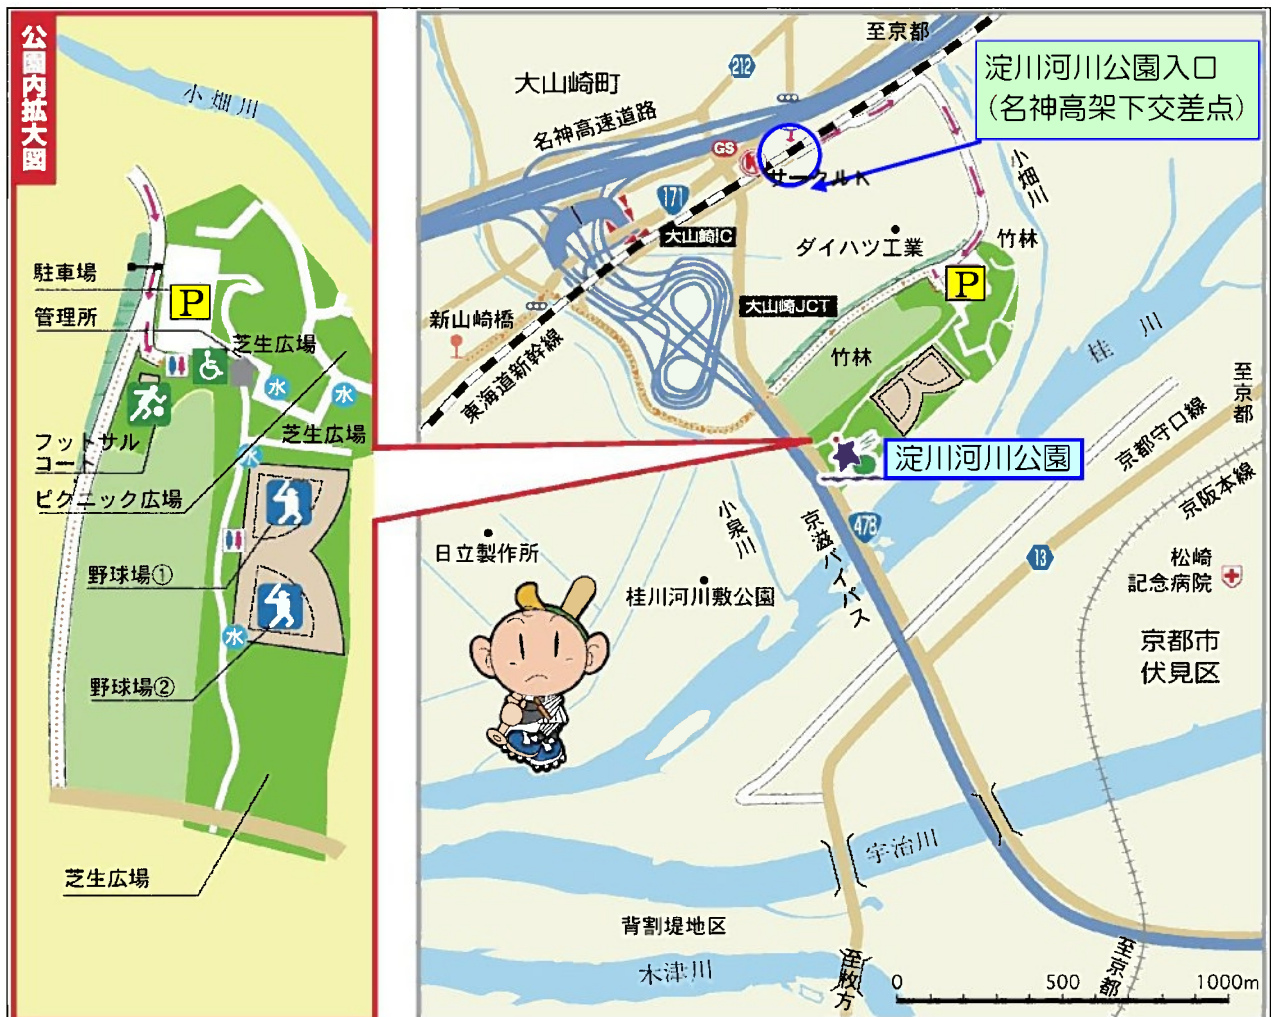 公園内拡大図
小畑川
駐車場
P
管理所
芝生広場
水
水
芝生広場
フットサル
コート
水
ピクニック広場
野球場①
水
野球場②
芝生広場
至京都
淀川河川公園入口
(名神高架下交差点)
212
大山崎町
名神高速道路
GS
K
サークルK
小畑川
171
大山崎IC
ダイハツ工業
竹林
P
大山崎JCT
新山崎橋
東海道新幹線
竹林
桂川
至京都
京都守口線
淀川河川公園
京阪本線
小泉川
京滋バイパス
478
日立製作所
13
松崎
記念病院
桂川河川敷公園
京都市
伏見区
宇治川
背割堤地区
木津川
至枚方
至京都
0 500 1000m